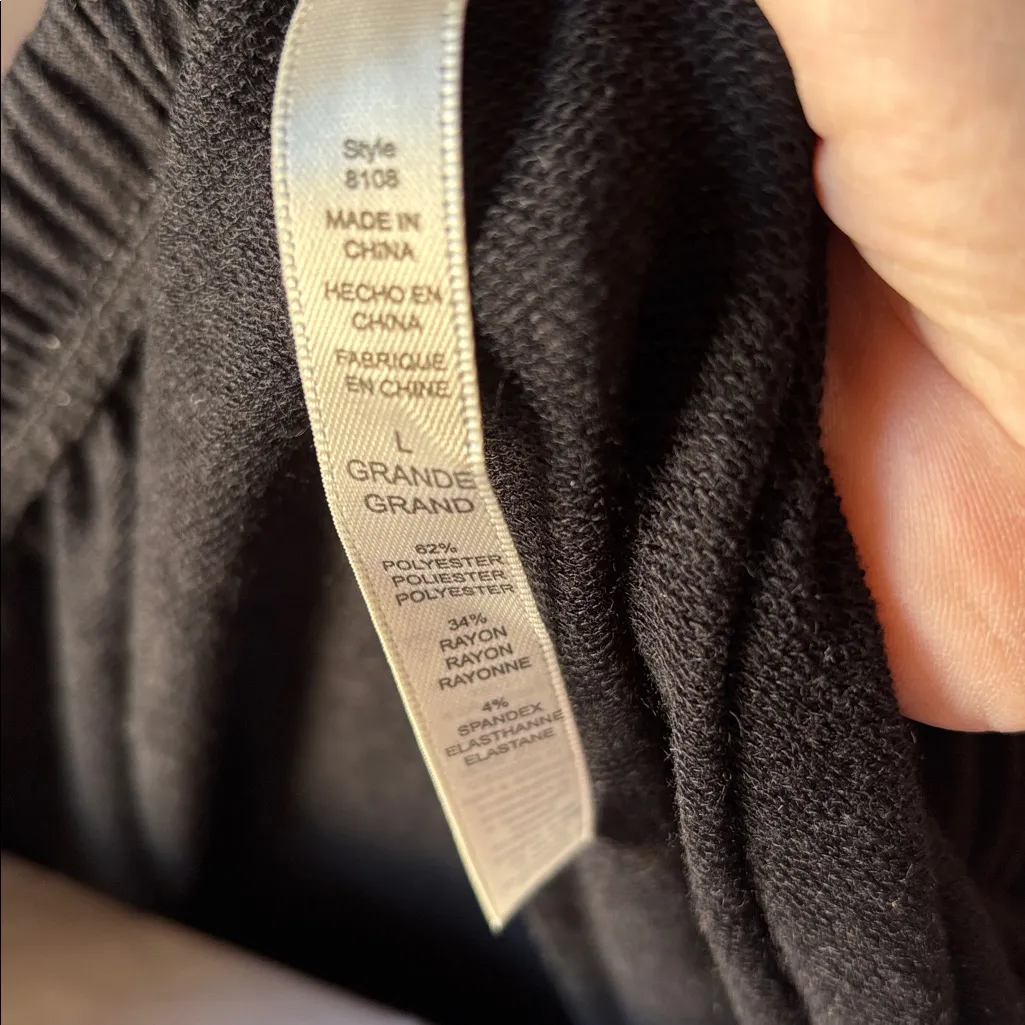 Style
8108
MADE IN
CHINA
HECHO EN
CHINA
FABRIQUE
EN CHINE
L
GRANDE
GRAND
62%
POLYESTER
POLIESTER
POLYESTER
34%
RAYON
RAYON
RAYONNE
4%
SPANDEX
ELASTHANNE
ELASTANE